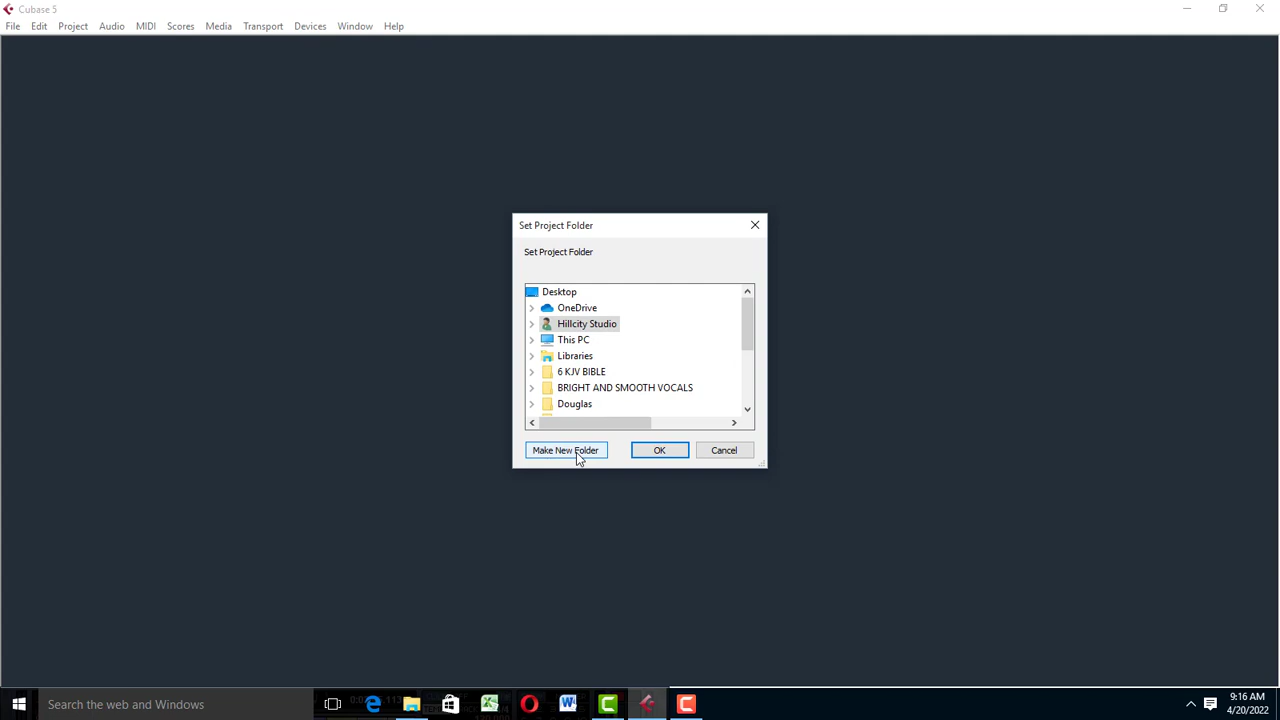 Cubase 5
File Edit Project Audio MIDI Scores Media Transport Devices Window Help
Set Project Folder
Set Project Folder
Desktop
OneDrive
Hillcity Studio
This PC
Libraries
6 KJV BIBLE
BRIGHT AND SMOOTH VOCALS
Douglas
Make New Folder OK Cancel
Search the web and Windows
9:16 AM
4/20/2022